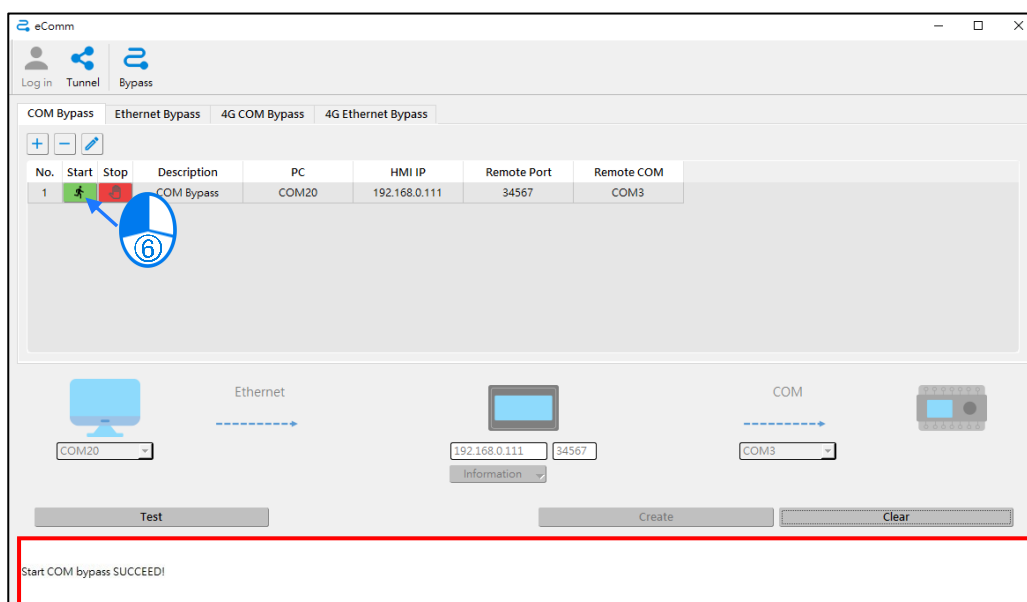 eComm
Log in Tunnel Bypass
COM Bypass Ethernet Bypass 4G COM Bypass 4G Ethernet Bypass
No. Start Stop Description PC HMI IP Remote Port Remote COM
1 COM Bypass COM20 192.168.0.111 34567 COM3
⑥
Ethernet COM
COM20 192.168.0.111 34567 COM3
Information
Test Create Clear
Start COM bypass SUCCEED!